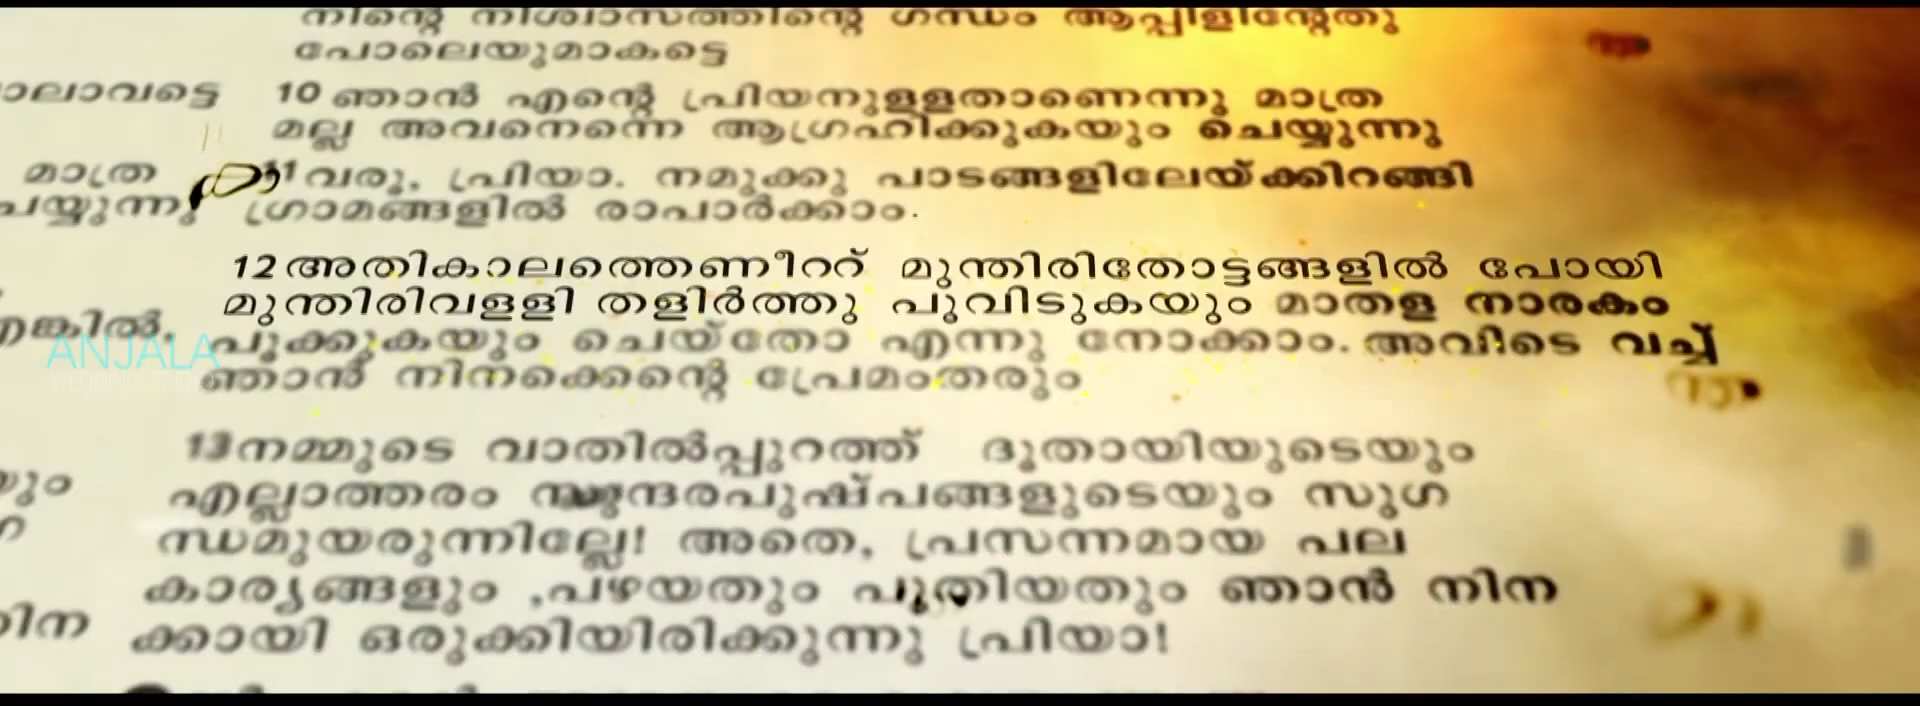 നിന്റെ നിശ്വാസത്തിന്റെ ഗന്ധം ആപ്പിളിന്റേതു
പോലെയുമാകട്ടെ
10 ഞാൻ എന്റെ പ്രിയനുള്ളതാണെന്നു മാത്ര
മല്ല അവനെന്നെ ആഗ്രഹിക്കുകയും ചെയ്യുന്നു
11 വരൂ, പ്രിയാ. നമുക്കു പാടങ്ങളിലേയ്ക്കിറങ്ങി
ഗ്രാമങ്ങളിൽ രാപാർക്കാം.
12 അതികാലത്തെണീററ് മുന്തിരിതോട്ടങ്ങളിൽ പോയി
മുന്തിരിവള്ളി തളിർത്തു പൂവിടുകയും മാതള നാരകം
പൂക്കുകയും ചെയ്തോ എന്നു നോക്കാം. അവിടെ വച്ച്
ഞാൻ നിനക്കെന്റെ പ്രേമംതരും
13 നമ്മുടെ വാതിൽപ്പുറത്ത് ദൂതായിയുടെയും
എല്ലാത്തരം സുന്ദരപുഷ്പങ്ങളുടെയും സുഗ
ന്ധമുയരുന്നില്ലേ! അതെ, പ്രസന്നമായ പല
കാര്യങ്ങളും ,പഴയതും പുതിയതും ഞാൻ നിന
ക്കായി ഒരുക്കിയിരിക്കുന്നു പ്രിയാ!
മാത്ര
ANJALA